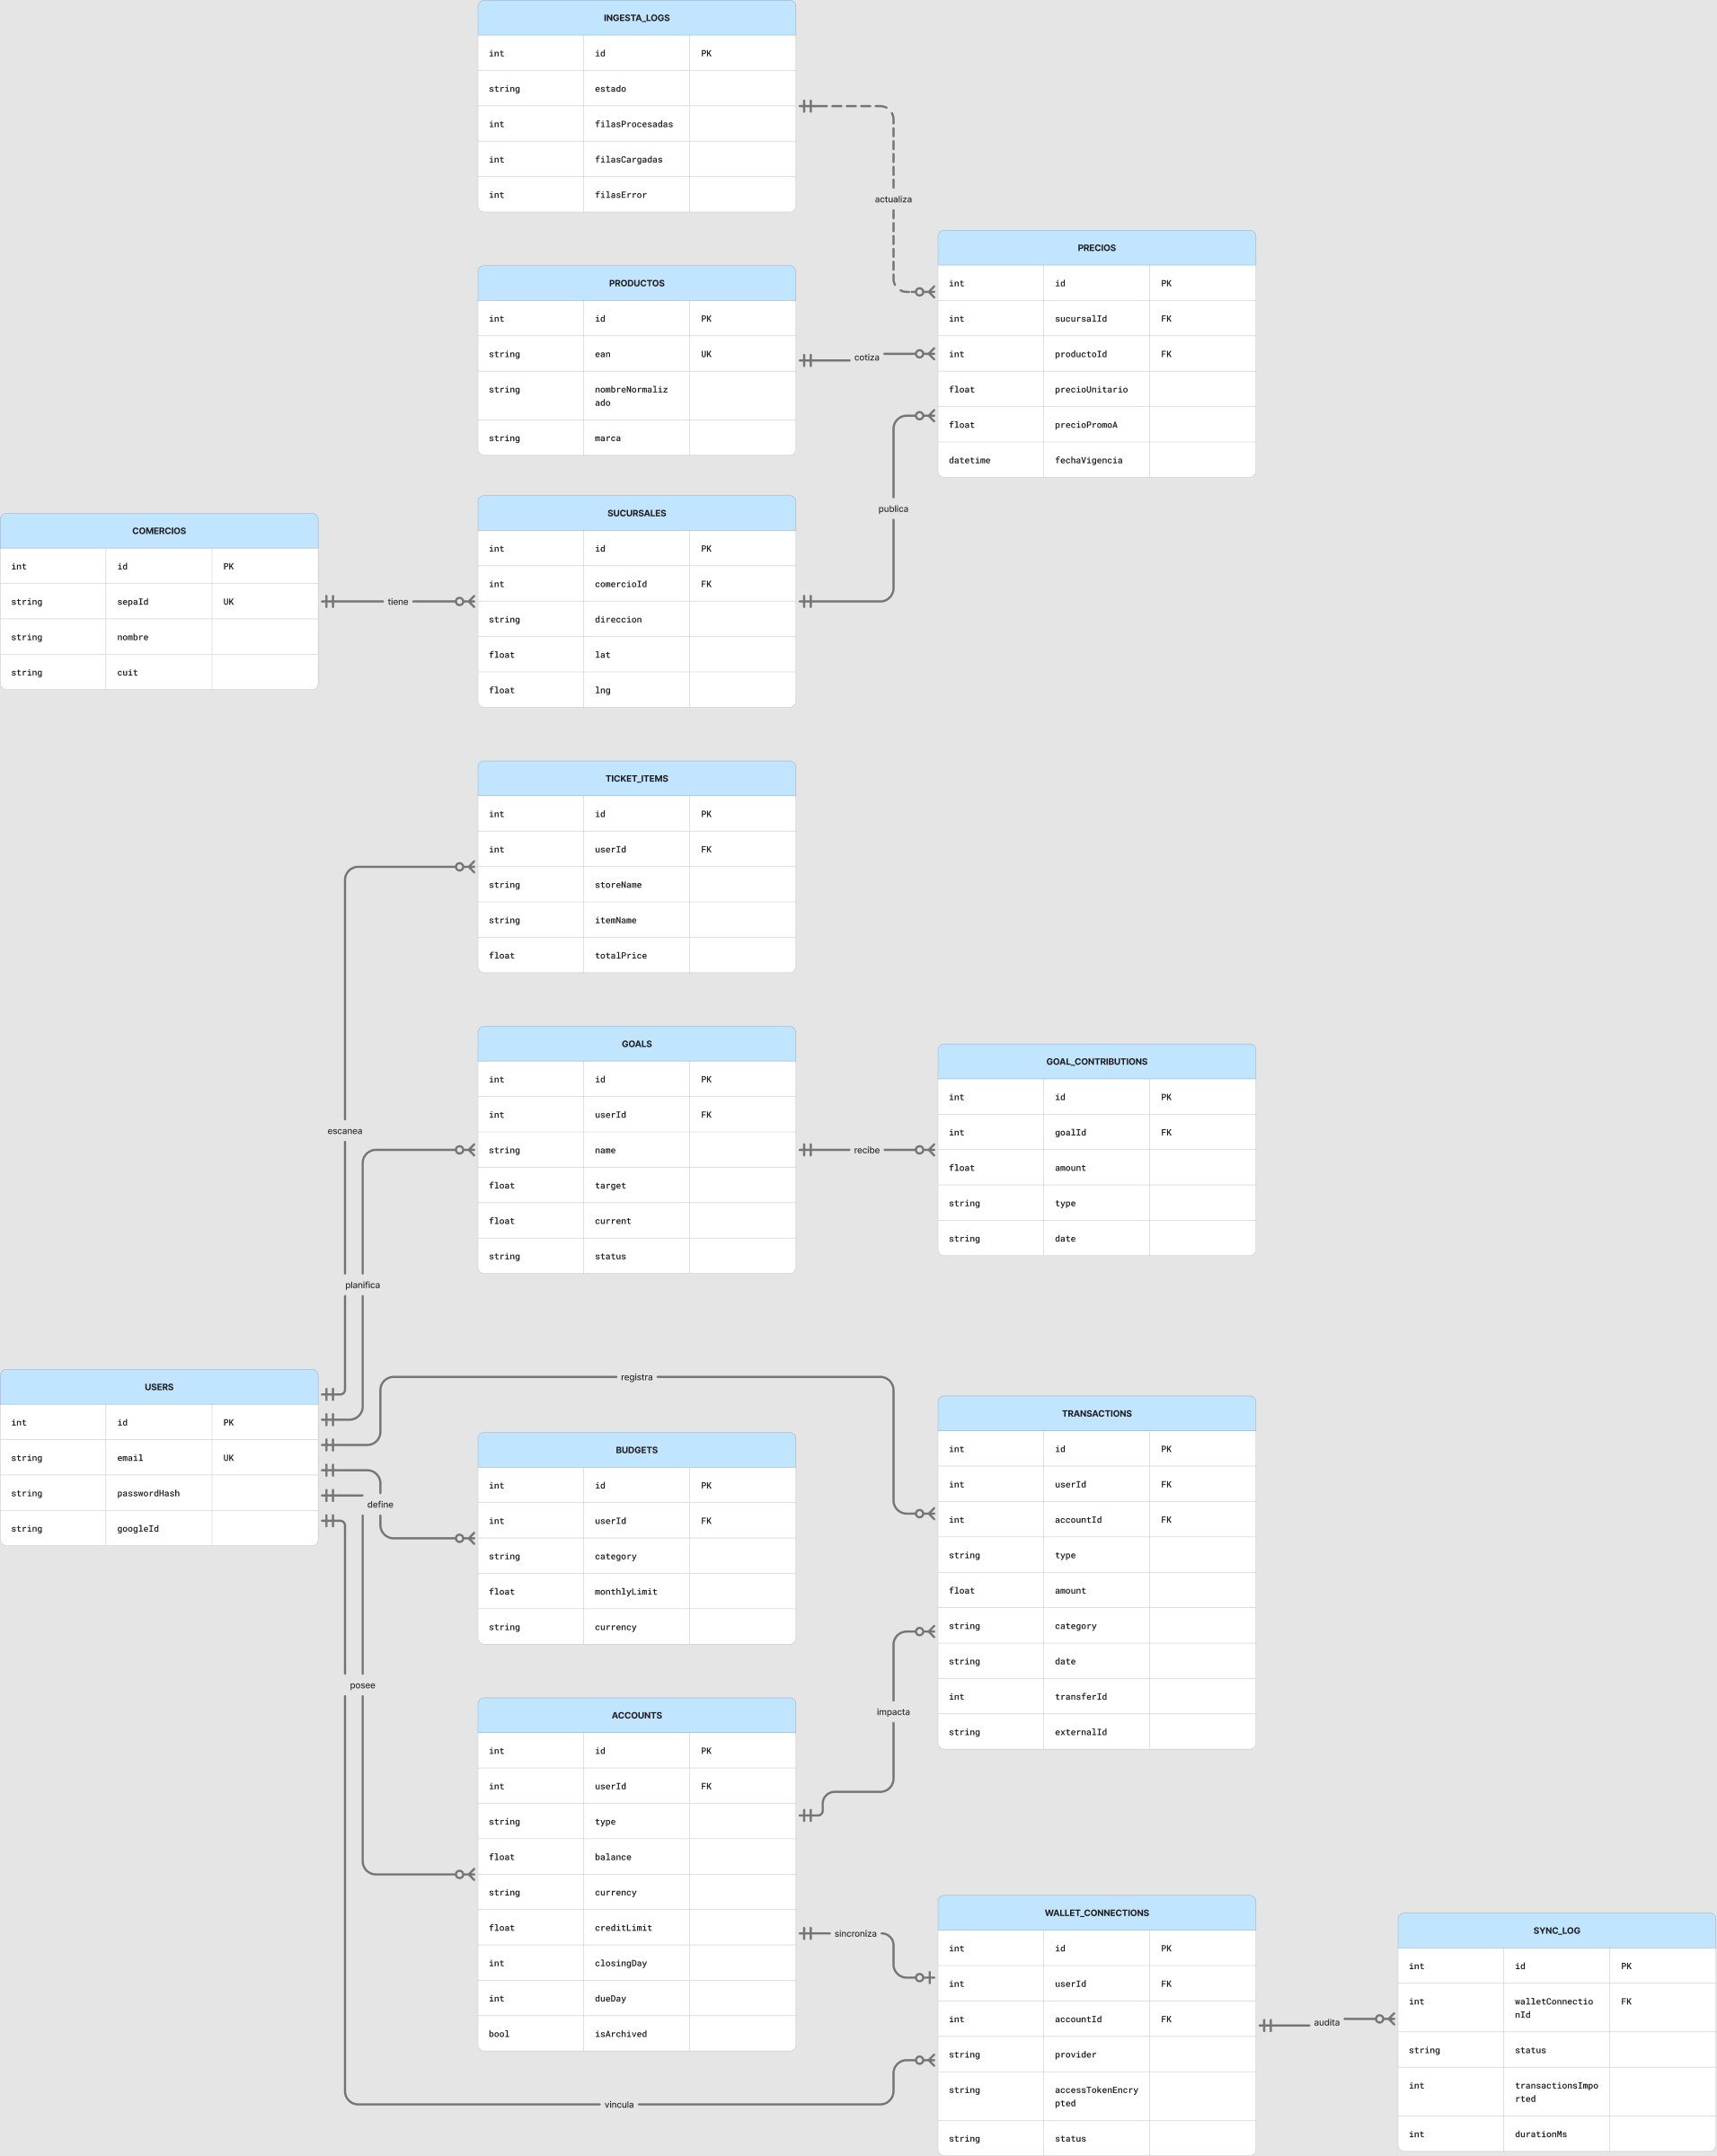 INGESTA_LOGS
int id PK
string estado
int filasProcesadas
int filasCargadas
int filasError
actualiza
PRECIOS
int id PK
int sucursalId FK
int productoId FK
float precioUnitario
float precioPromoA
datetime fechaVigencia
PRODUCTOS
int id PK
string ean UK
string nombreNormaliz
ado
string marca
cotiza
publica
COMERCIOS
int id PK
string sepaId UK
string nombre
string cuit
tiene
SUCURSALES
int id PK
int comercioId FK
string direccion
float lat
float lng
TICKET_ITEMS
int id PK
int userId FK
string storeName
string itemName
float totalPrice
escanea
GOALS
int id PK
int userId FK
string name
float target
float current
string status
recibe
GOAL_CONTRIBUTIONS
int id PK
int goalId FK
float amount
string type
string date
planifica
registra
USERS
int id PK
string email UK
string passwordHash
string googleId
define
BUDGETS
int id PK
int userId FK
string category
float monthlyLimit
string currency
TRANSACTIONS
int id PK
int userId FK
int accountId FK
string type
float amount
string category
string date
int transferId
string externalId
posee
impacta
ACCOUNTS
int id PK
int userId FK
string type
float balance
string currency
float creditLimit
int closingDay
int dueDay
bool isArchived
sincroniza
WALLET_CONNECTIONS
int id PK
int userId FK
int accountId FK
string provider
string accessTokenEncry
pted
string status
audita
SYNC_LOG
int id PK
int walletConnectio FK
nId
string status
int transactionsImpo
rted
int durationMs
vincula